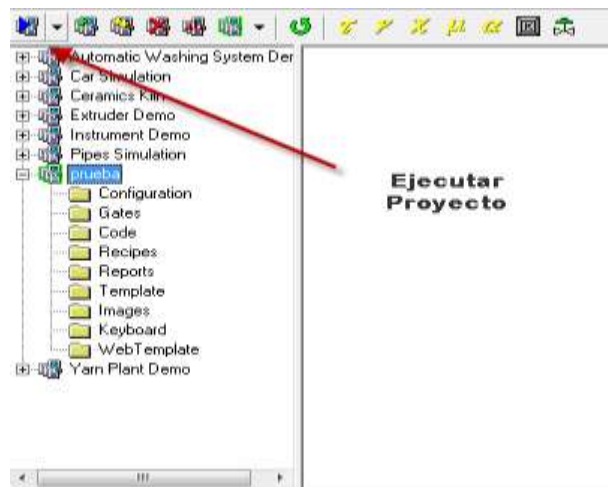 Automatic Washing System Der
Car Simulation
Ceramics Kiln
Extruder Demo
Instrument Demo
Pipes Simulation
prueba
Configuration
Gates
Code
Recipes
Reports
Template
Images
Keyboard
WebTemplate
Yarn Plant Demo
Ejecutar
Proyecto